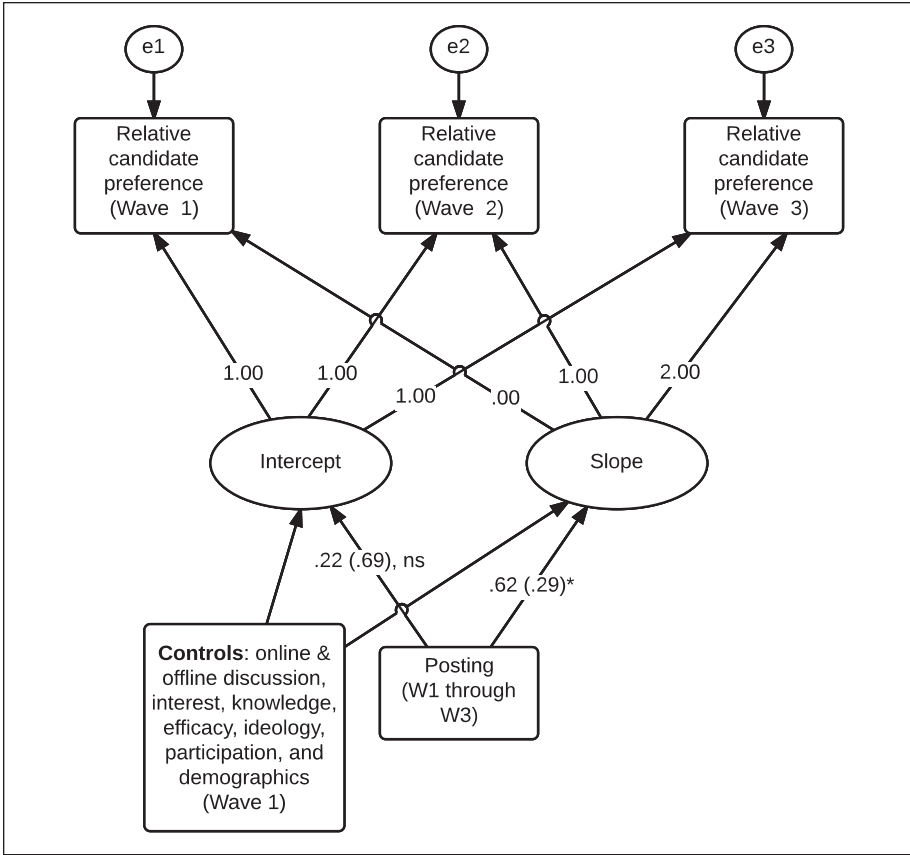 e1
e2
e3
Relative
candidate
preference
(Wave 1)
Relative
candidate
preference
(Wave 2)
Relative
candidate
preference
(Wave 3)
1.00
1.00
1.00
.00
1.00
2.00
Intercept
Slope
.22 (.69), ns
.62 (.29)*
Controls: online &
offline discussion,
interest, knowledge,
efficacy, ideology,
participation, and
demographics
(Wave 1)
Posting
(W1 through
W3)